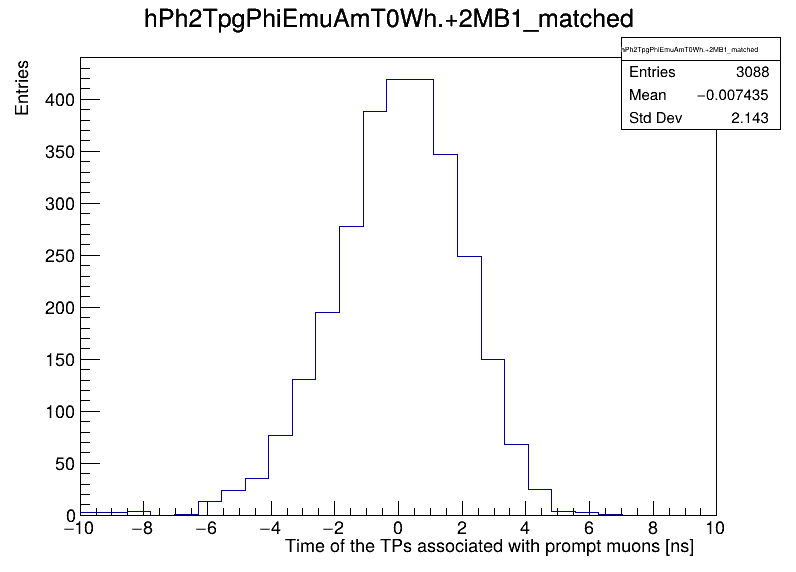 hPh2TpgPhiEmuAmT0Wh.+2MB1_matched
hPh2TpgPhiEmuAmT0Wh.+2MB1_matched
Entries 3088
Mean −0.007435
Std Dev 2.143
Entries
400
350
300
250
200
150
100
50
0
−10 −8 −6 −4 −2 0 2 4 6 8 10
Time of the TPs associated with prompt muons [ns]